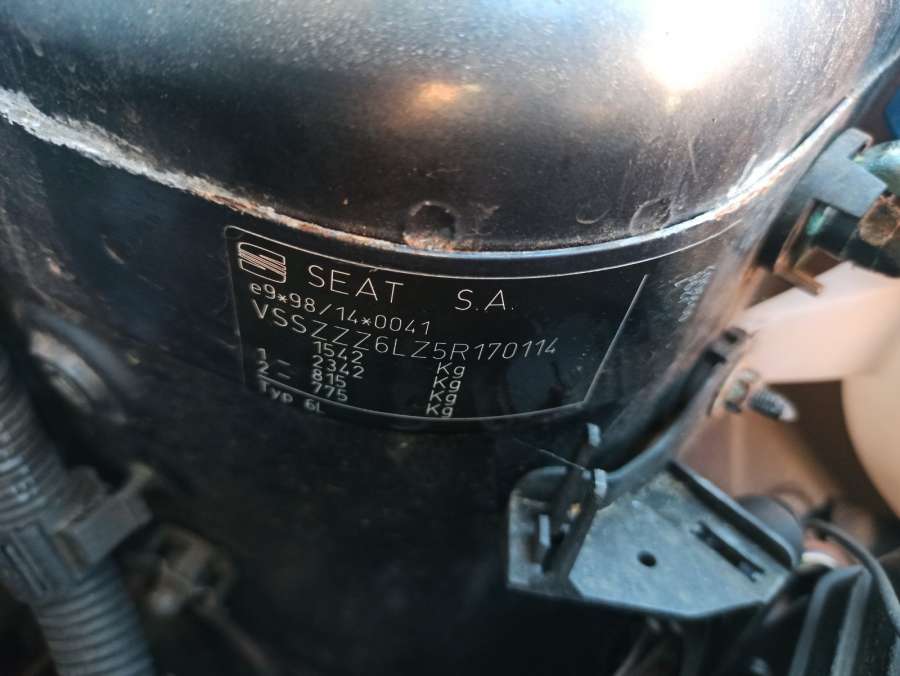 SEAT S.A.
e9*98/14*0041
VSSZZZ6LZ5R170114
1542 Kg
2342 Kg
1- 815 Kg
2- 775 Kg
Typ 6L